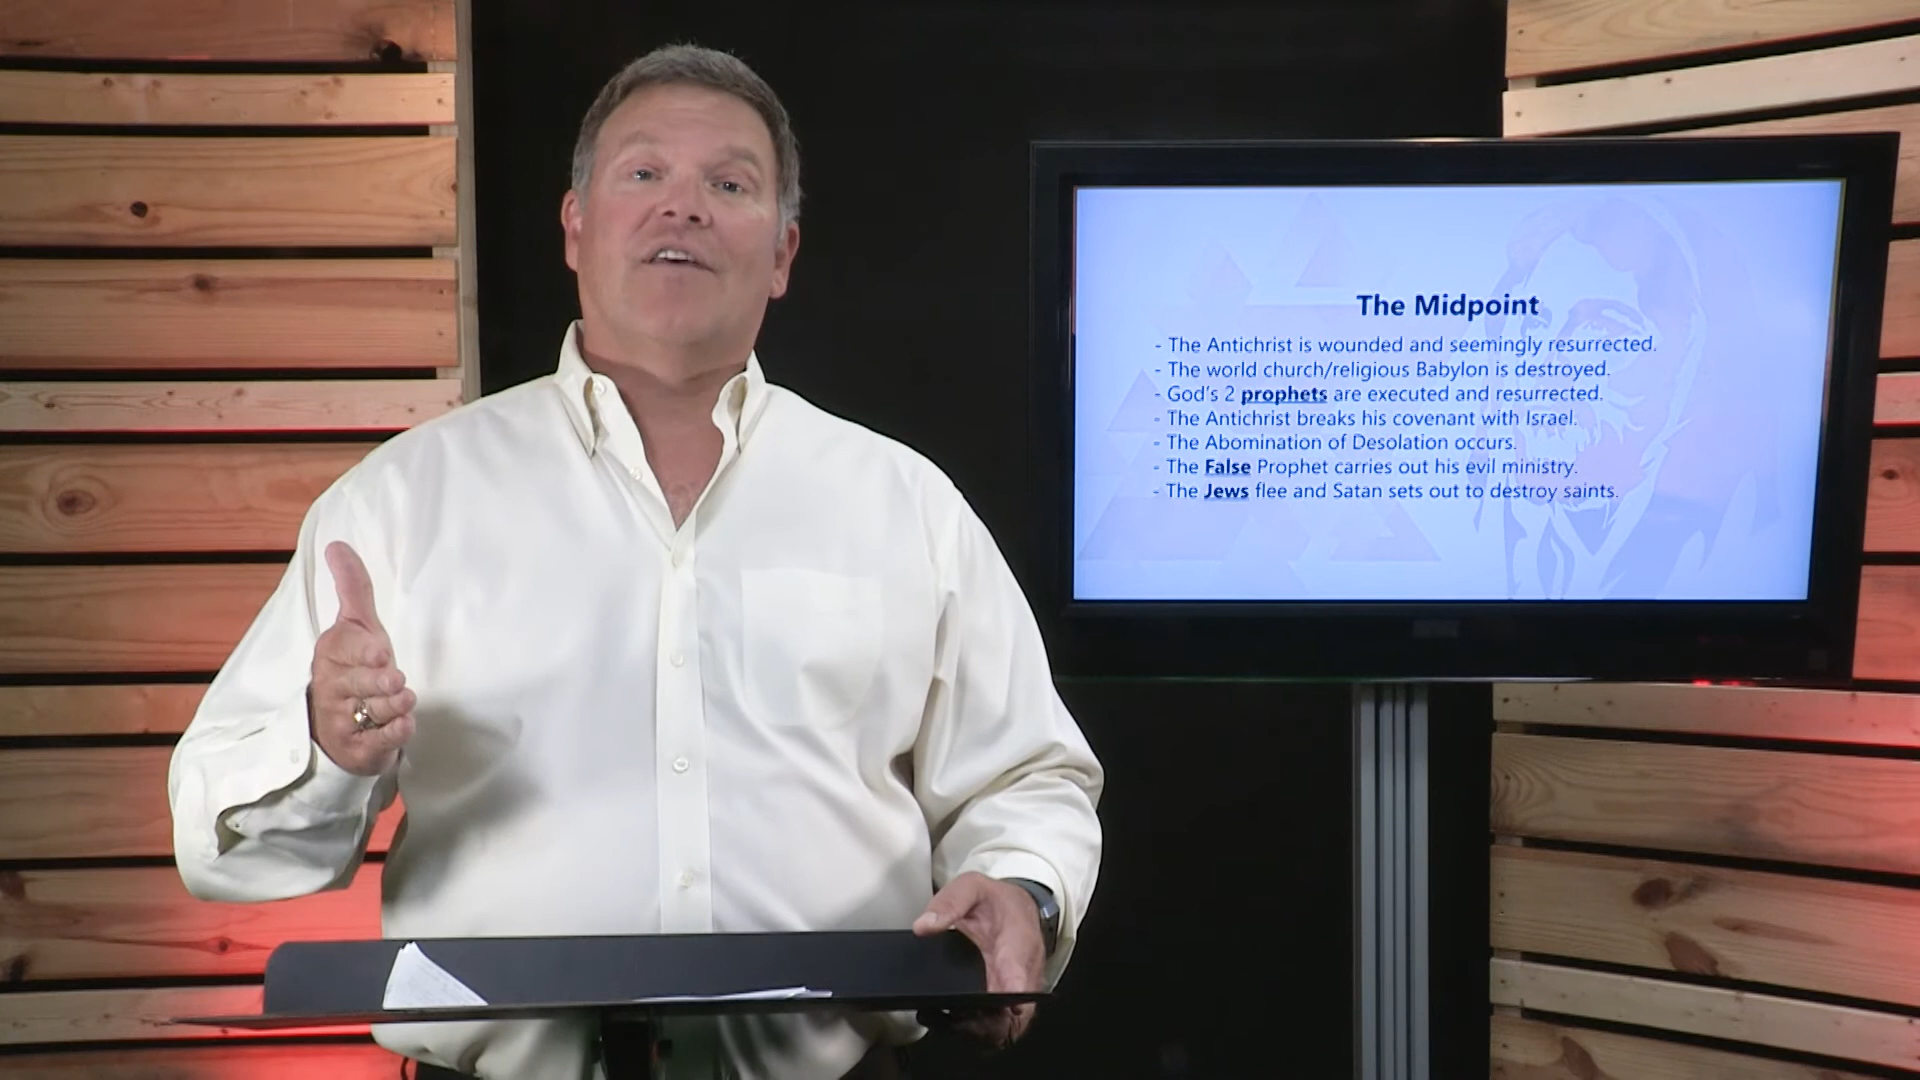 The Midpoint
- The Antichrist is wounded and seemingly resurrected.
- The world church/religious Babylon is destroyed.
- God's 2 prophets are executed and resurrected.
- The Antichrist breaks his covenant with Israel.
- The Abomination of Desolation occurs.
- The False Prophet carries out his evil ministry.
- The Jews flee and Satan sets out to destroy saints.